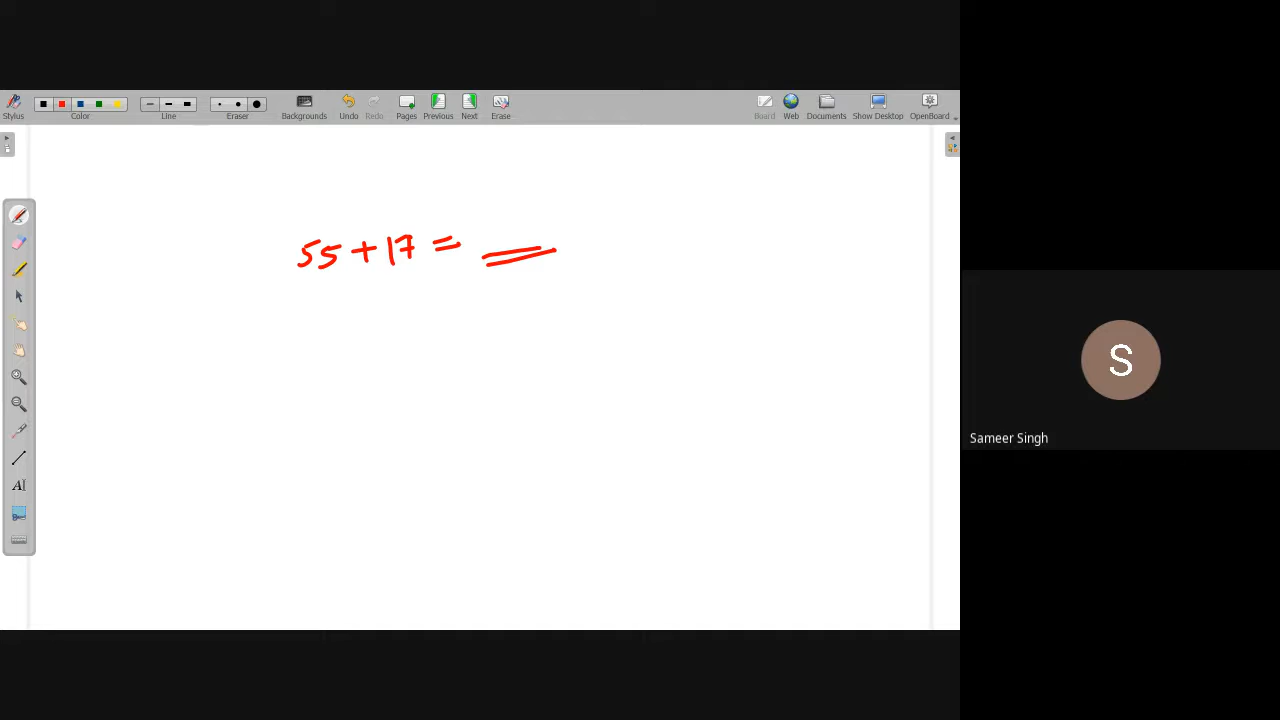 Stylus
Color
Line
Eraser
Backgrounds
Undo
Redo
Pages
Previous
Next
Erase
Board
Web
Documents
Show Desktop
OpenBoard
55 + 17 =
A
S
Sameer Singh